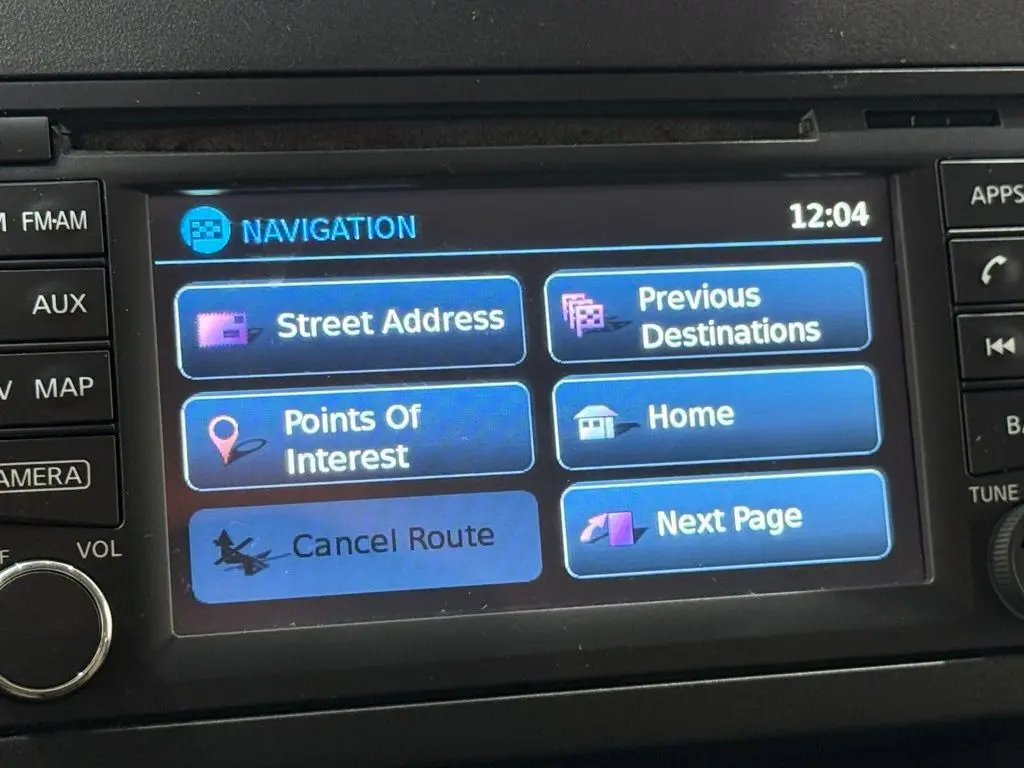 NAVIGATION
12:04
APPS
FM·AM
Street Address
Previous
Destinations
AUX
Points Of
Interest
Home
MAP
Cancel Route
Next Page
TUNE
VOL